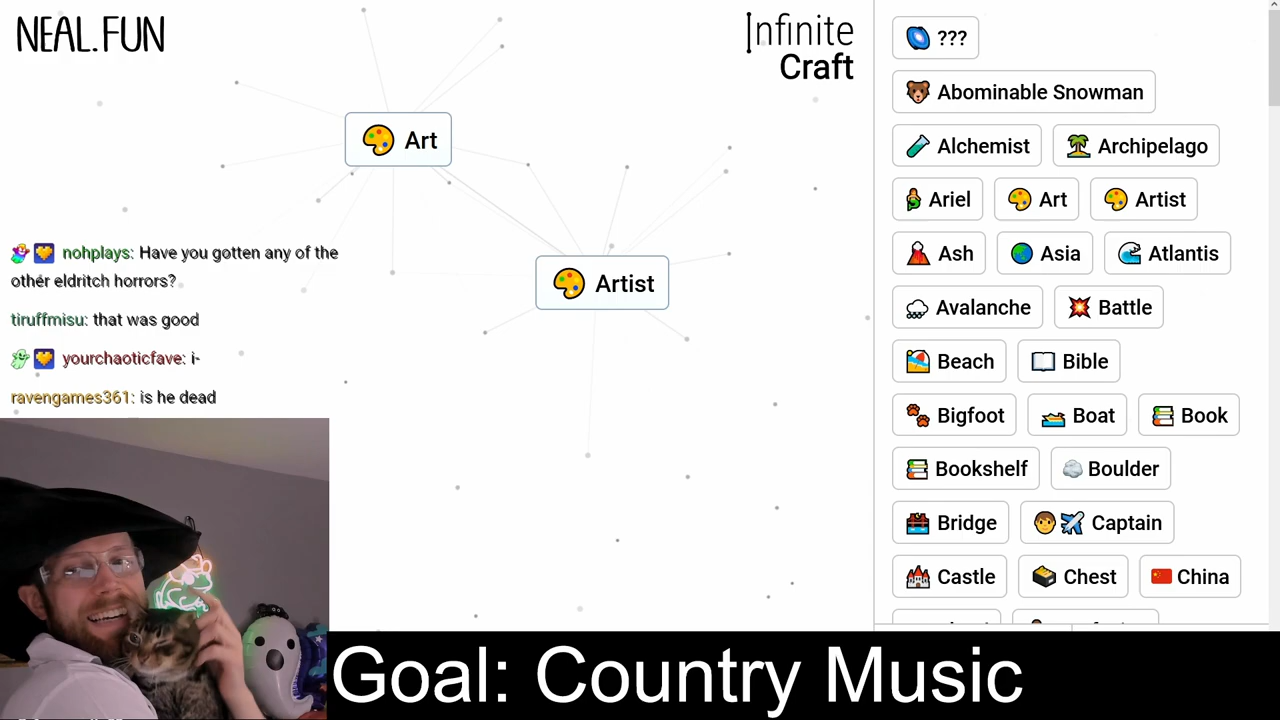 NEAL.FUN
Infinite
Craft
Art
Artist
nohplays: Have you gotten any of the
other eldritch horrors?
tiruffmisu: that was good
yourchaoticfave: i-
ravengames361: is he dead
???
Abominable Snowman
Alchemist Archipelago
Ariel Art Artist
Ash Asia Atlantis
Avalanche Battle
Beach Bible
Bigfoot Boat Book
Bookshelf Boulder
Bridge Captain
Castle Chest China
Goal: Country Music